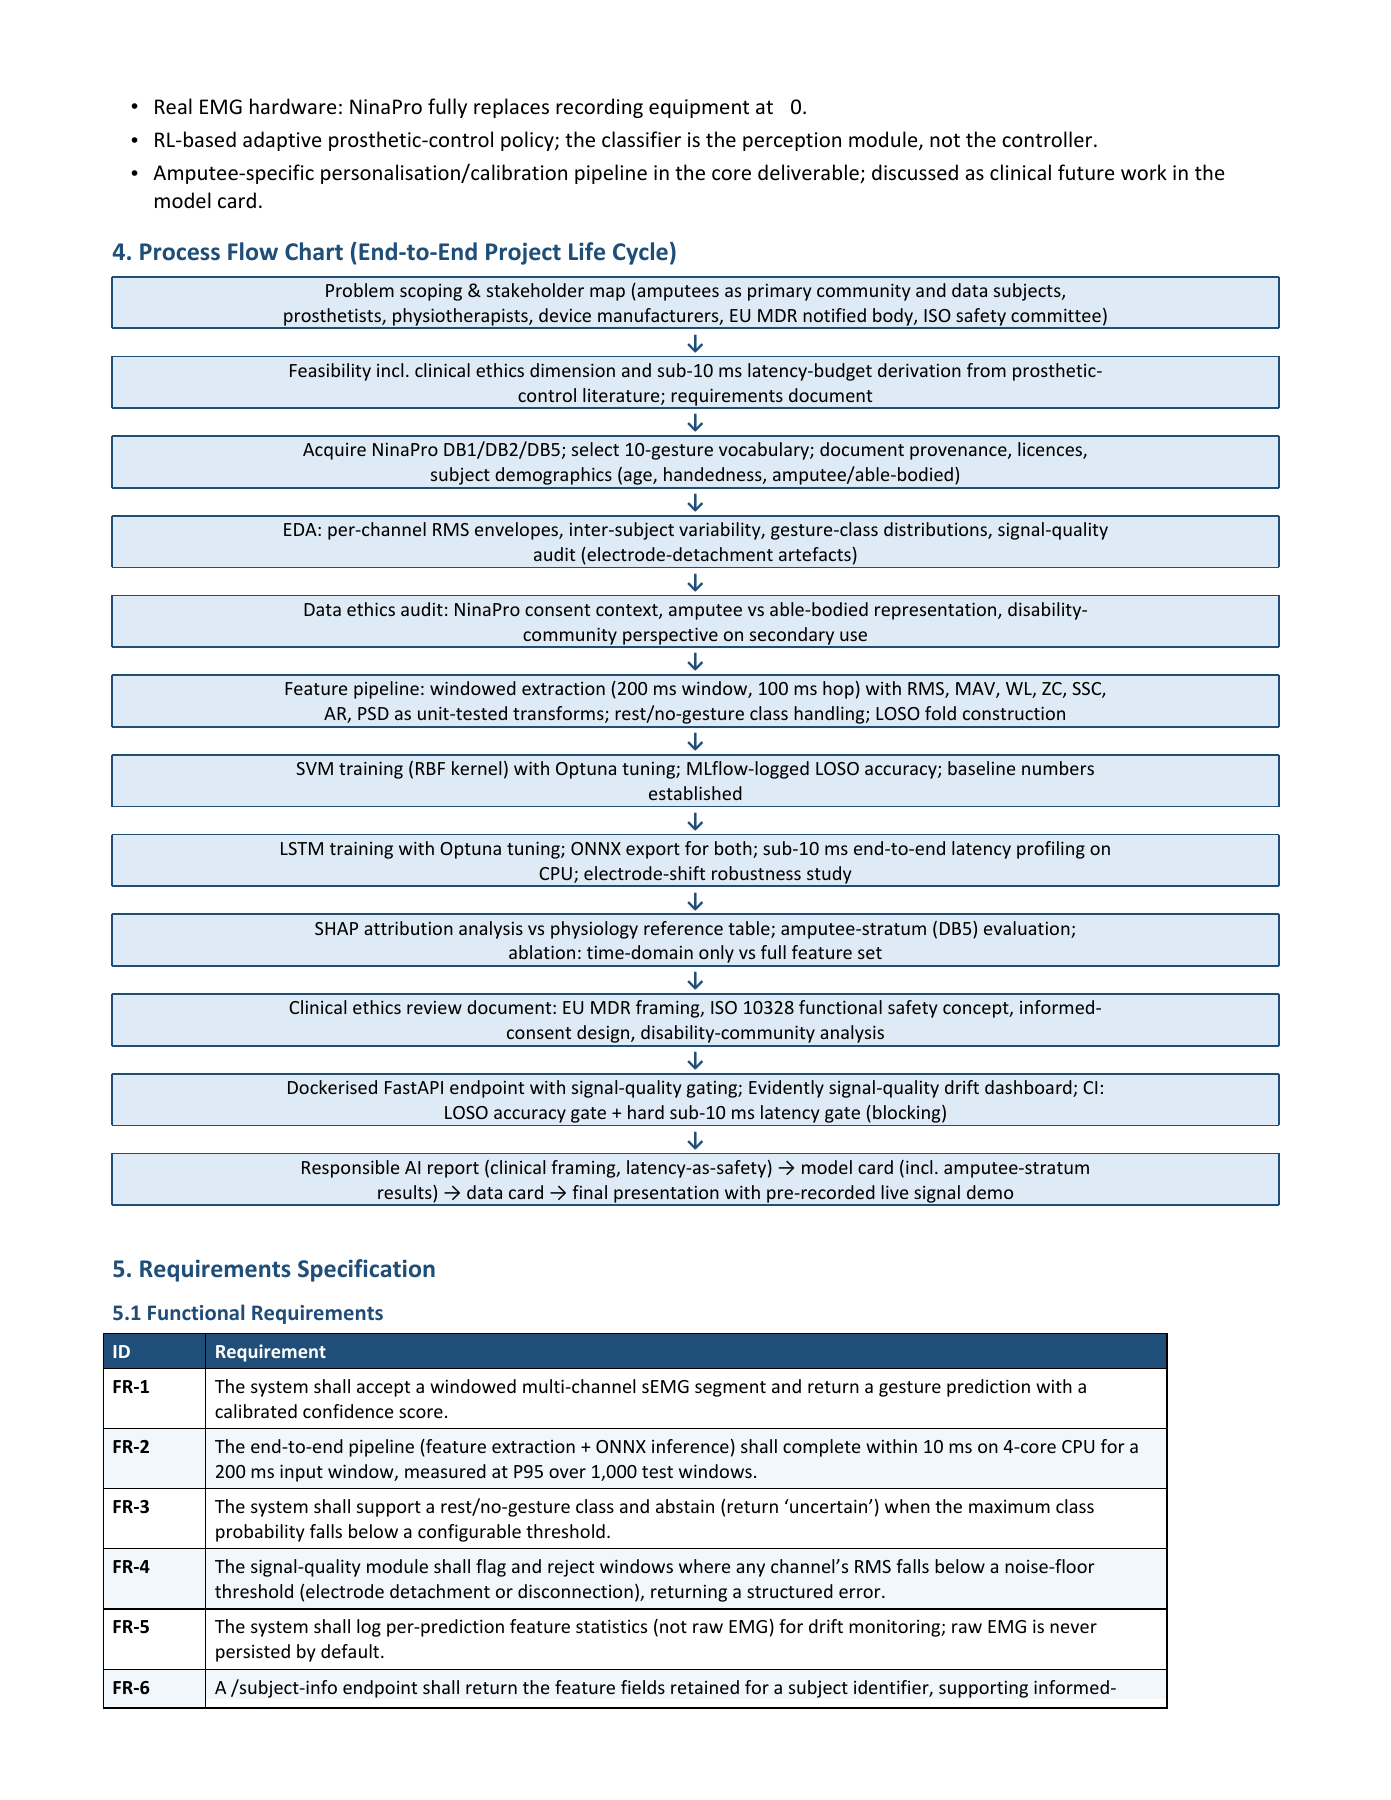 • Real EMG hardware: NinaPro fully replaces recording equipment at 0.
• RL-based adaptive prosthetic-control policy; the classifier is the perception module, not the controller.
• Amputee-specific personalisation/calibration pipeline in the core deliverable; discussed as clinical future work in the
model card.
4. Process Flow Chart (End-to-End Project Life Cycle)
Problem scoping & stakeholder map (amputees as primary community and data subjects,
prosthetists, physiotherapists, device manufacturers, EU MDR notified body, ISO safety committee)
↓
Feasibility incl. clinical ethics dimension and sub-10 ms latency-budget derivation from prosthetic-
control literature; requirements document
↓
Acquire NinaPro DB1/DB2/DB5; select 10-gesture vocabulary; document provenance, licences,
subject demographics (age, handedness, amputee/able-bodied)
↓
EDA: per-channel RMS envelopes, inter-subject variability, gesture-class distributions, signal-quality
audit (electrode-detachment artefacts)
↓
Data ethics audit: NinaPro consent context, amputee vs able-bodied representation, disability-
community perspective on secondary use
↓
Feature pipeline: windowed extraction (200 ms window, 100 ms hop) with RMS, MAV, WL, ZC, SSC,
AR, PSD as unit-tested transforms; rest/no-gesture class handling; LOSO fold construction
↓
SVM training (RBF kernel) with Optuna tuning; MLflow-logged LOSO accuracy; baseline numbers
established
↓
LSTM training with Optuna tuning; ONNX export for both; sub-10 ms end-to-end latency profiling on
CPU; electrode-shift robustness study
↓
SHAP attribution analysis vs physiology reference table; amputee-stratum (DB5) evaluation;
ablation: time-domain only vs full feature set
↓
Clinical ethics review document: EU MDR framing, ISO 10328 functional safety concept, informed-
consent design, disability-community analysis
↓
Dockerised FastAPI endpoint with signal-quality gating; Evidently signal-quality drift dashboard; CI:
LOSO accuracy gate + hard sub-10 ms latency gate (blocking)
↓
Responsible AI report (clinical framing, latency-as-safety) → model card (incl. amputee-stratum
results) → data card → final presentation with pre-recorded live signal demo
5. Requirements Specification
5.1 Functional Requirements
ID Requirement
FR-1 The system shall accept a windowed multi-channel sEMG segment and return a gesture prediction with a
calibrated confidence score.
FR-2 The end-to-end pipeline (feature extraction + ONNX inference) shall complete within 10 ms on 4-core CPU for a
200 ms input window, measured at P95 over 1,000 test windows.
FR-3 The system shall support a rest/no-gesture class and abstain (return ‘uncertain’) when the maximum class
probability falls below a configurable threshold.
FR-4 The signal-quality module shall flag and reject windows where any channel’s RMS falls below a noise-floor
threshold (electrode detachment or disconnection), returning a structured error.
FR-5 The system shall log per-prediction feature statistics (not raw EMG) for drift monitoring; raw EMG is never
persisted by default.
FR-6 A /subject-info endpoint shall return the feature fields retained for a subject identifier, supporting informed-